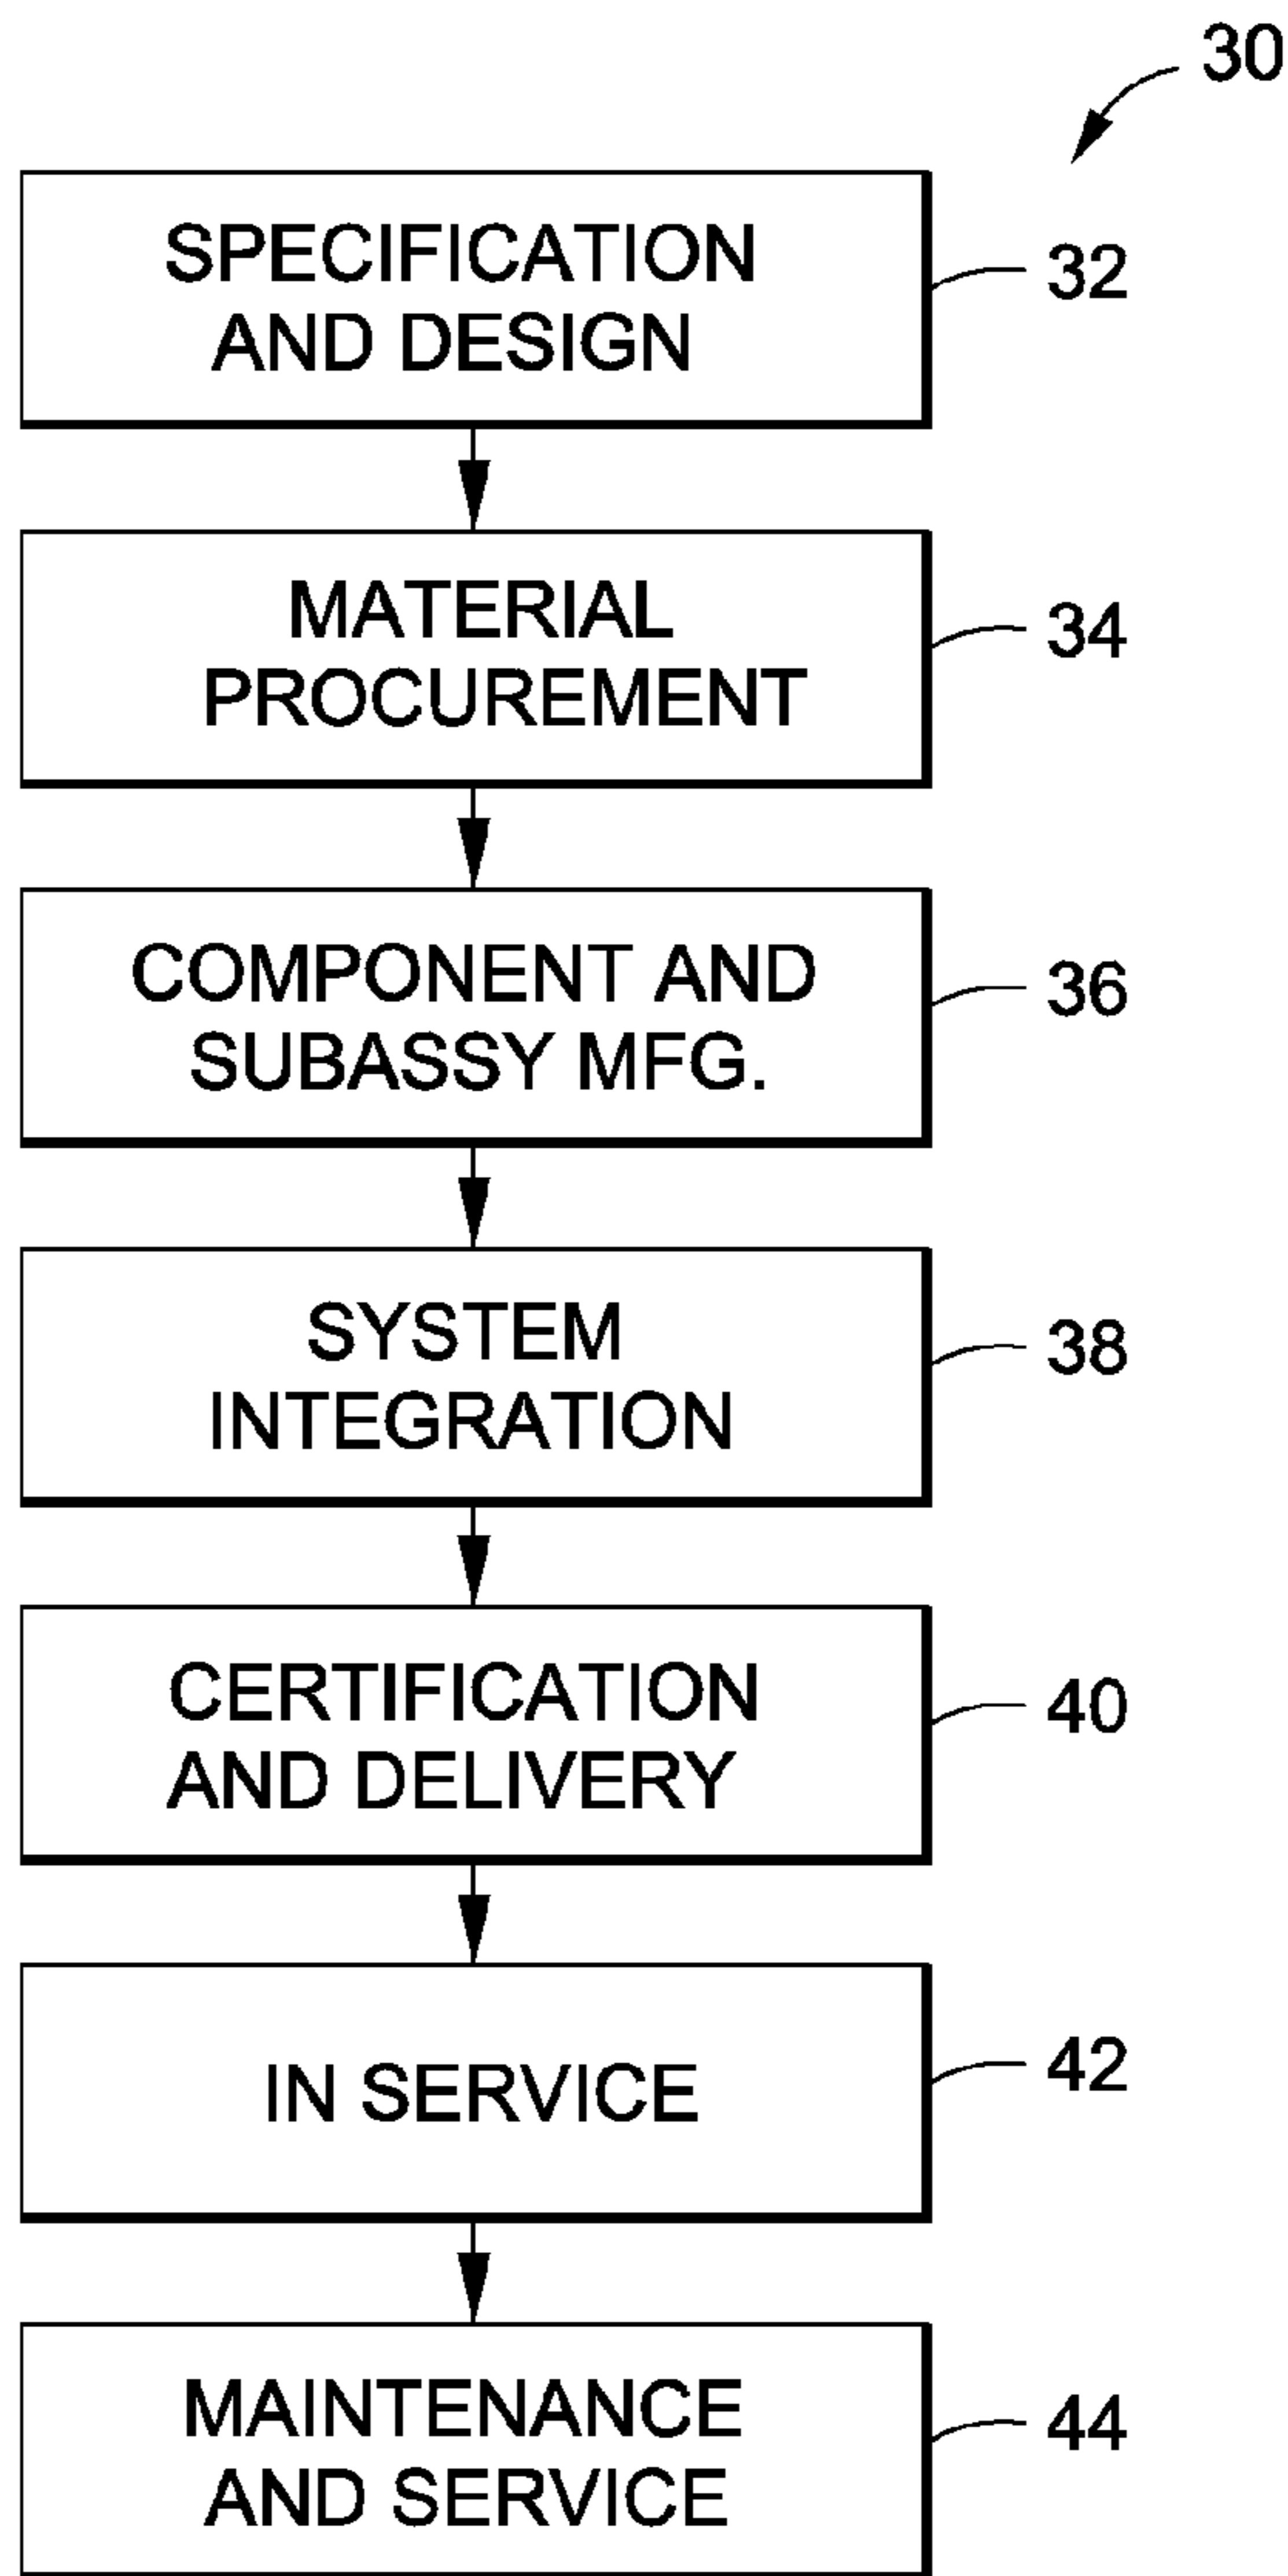 30
SPECIFICATION
AND DESIGN
32
MATERIAL
PROCUREMENT
34
COMPONENT AND
SUBASSY MFG.
36
SYSTEM
INTEGRATION
38
CERTIFICATION
AND DELIVERY
40
IN SERVICE
42
MAINTENANCE
AND SERVICE
44